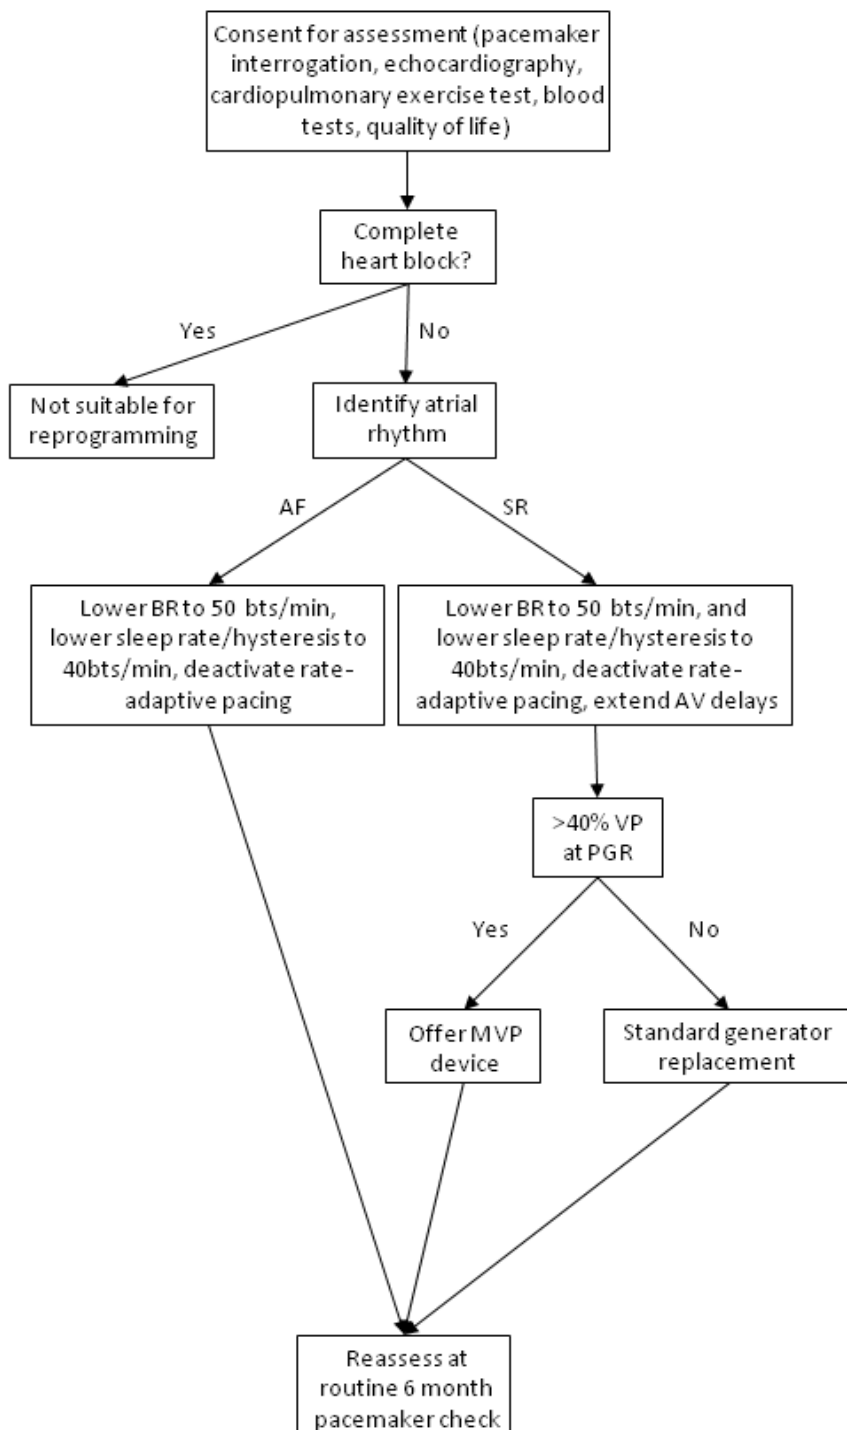 Consent for assessment (pacemaker
interrogation, echocardiography,
cardiopulmonary exercise test, blood
tests, quality of life)
Complete
heart block?
Yes
No
Not suitable for
reprogramming
Identify atrial
rhythm
AF
SR
Lower BR to 50 bts/min,
lower sleep rate/hysteresis to
40bts/min, deactivate rate-
adaptive pacing
Lower BR to 50 bts/min, and
lower sleep rate/hysteresis to
40bts/min, deactivate rate-
adaptive pacing, extend AV delays
>40% VP
at PGR
Yes
No
Offer MVP
device
Standard generator
replacement
Reassess at
routine 6 month
pacemaker check